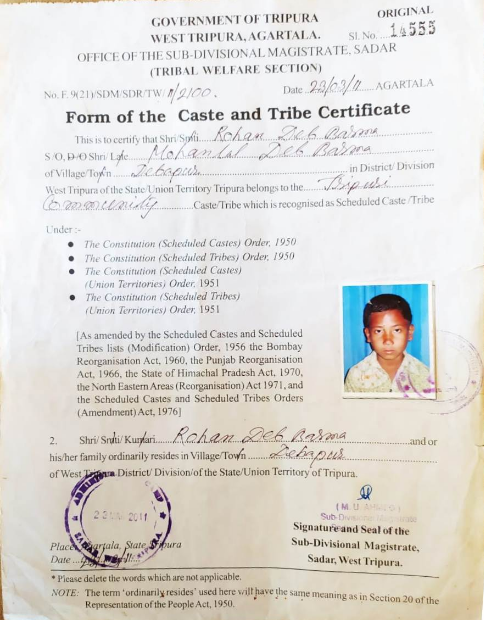 GOVERNMENT OF TRIPURA
ORIGINAL
WEST TRIPURA, AGARTALA.
Sl. No. 14555
OFFICE OF THE SUB-DIVISIONAL MAGISTRATE, SADAR
(TRIBAL WELFARE SECTION)
No. F. 9(21)/SDM/SDR/TW/ Date 23/03/11 AGARTALA
Form of the Caste and Tribe Certificate
This is to certify that Shri/Smti Rohan Deb Barma
S/O, D/O Shri/Late Mohanlal Deb Barma
of Village/Town Debapur in District/ Division
West Tripura of the State/Union Territory Tripura belongs to the Tripuri
Community Caste/Tribe which is recognised as Scheduled Caste /Tribe
Under :-
• The Constitution (Scheduled Castes) Order, 1950
• The Constitution (Scheduled Tribes) Order, 1950
• The Constitution (Scheduled Castes)
(Union Territories) Order, 1951
• The Constitution (Scheduled Tribes)
(Union Territories) Order, 1951
[As amended by the Scheduled Castes and Scheduled
Tribes lists (Modification) Order, 1956 the Bombay
Reorganisation Act, 1960, the Punjab Reorganisation
Act, 1966, the State of Himachal Pradesh Act, 1970,
the North Eastern Areas (Reorganisation) Act 1971, and
the Scheduled Castes and Scheduled Tribes Orders
(Amendment) Act, 1976]
2. Shri/ Smti/ Kumari Rohan Deb Barma and or
his/her family ordinarily resides in Village/Town Debapur
of West Tripura District/ Division/of the State/Union Territory of Tripura.
2011
Sub-Divisional Magistrate
Signature and Seal of the
Sub-Divisional Magistrate,
Sadar, West Tripura.
Place Agartala, State Tripura
Date
* Please delete the words which are not applicable.
NOTE: The term 'ordinarily resides' used here will have the same meaning as in Section 20 of the
Representation of the People Act, 1950.